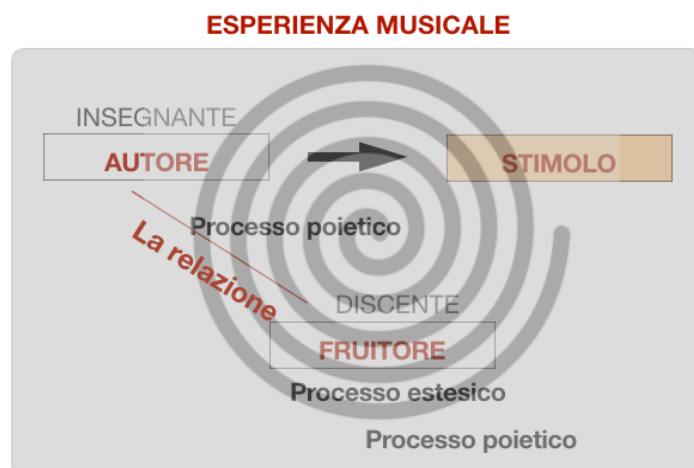 ESPERIENZA MUSICALE
INSEGNANTE
AUTORE
STIMOLO
Processo poietico
La relazione
DISCENTE
FRUITORE
Processo estesico
Processo poietico